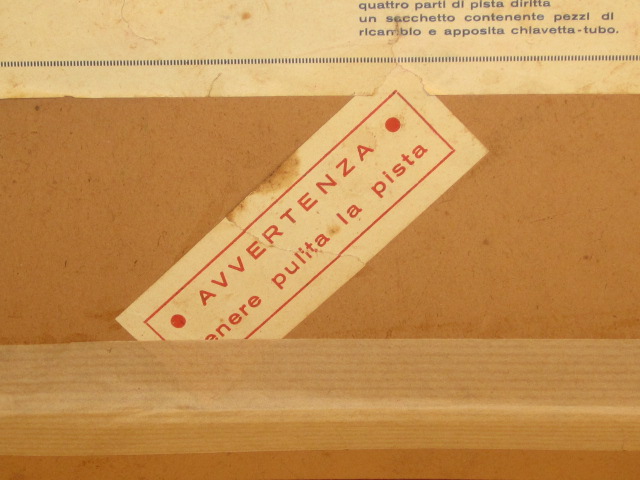 quattro parti di pista diritta
un sacchetto contenente pezzi di
ricambio e apposita chiavetta-tubo.
AVVERTENZA
enere pulita la pista